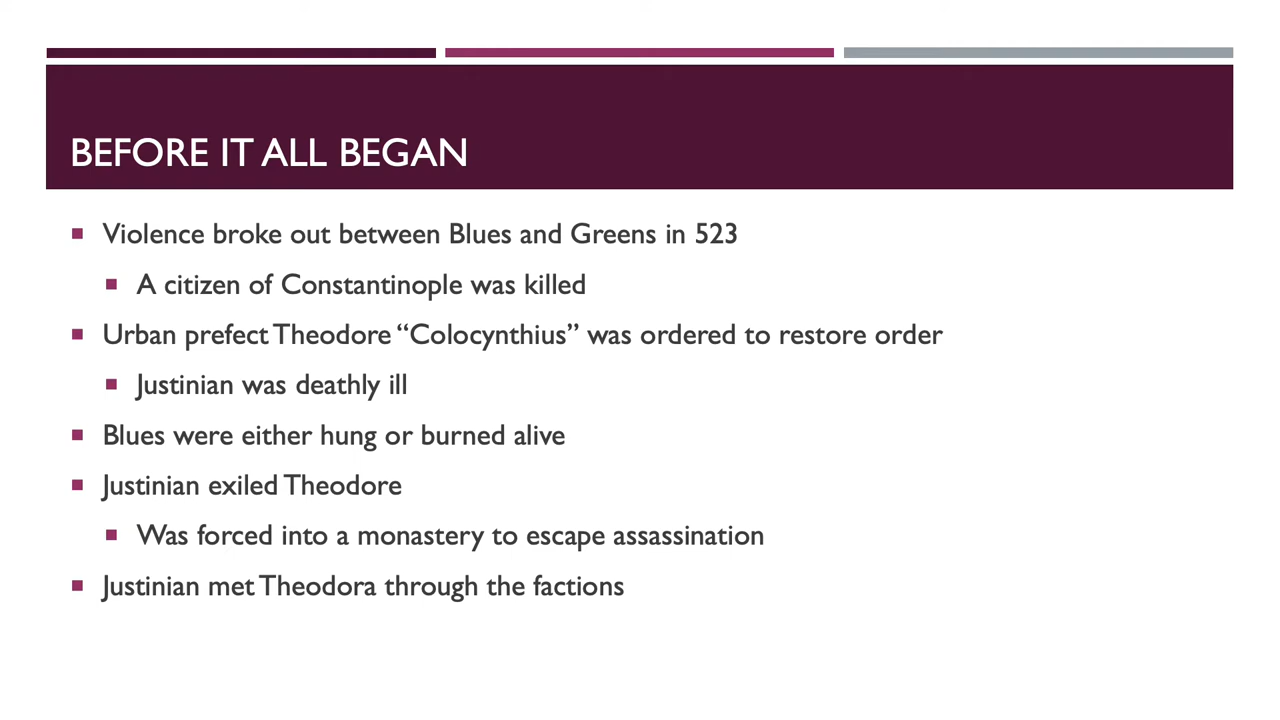 BEFORE IT ALL BEGAN
Violence broke out between Blues and Greens in 523
A citizen of Constantinople was killed
Urban prefect Theodore “Colocynthius” was ordered to restore order
Justinian was deathly ill
Blues were either hung or burned alive
Justinian exiled Theodore
Was forced into a monastery to escape assassination
Justinian met Theodora through the factions